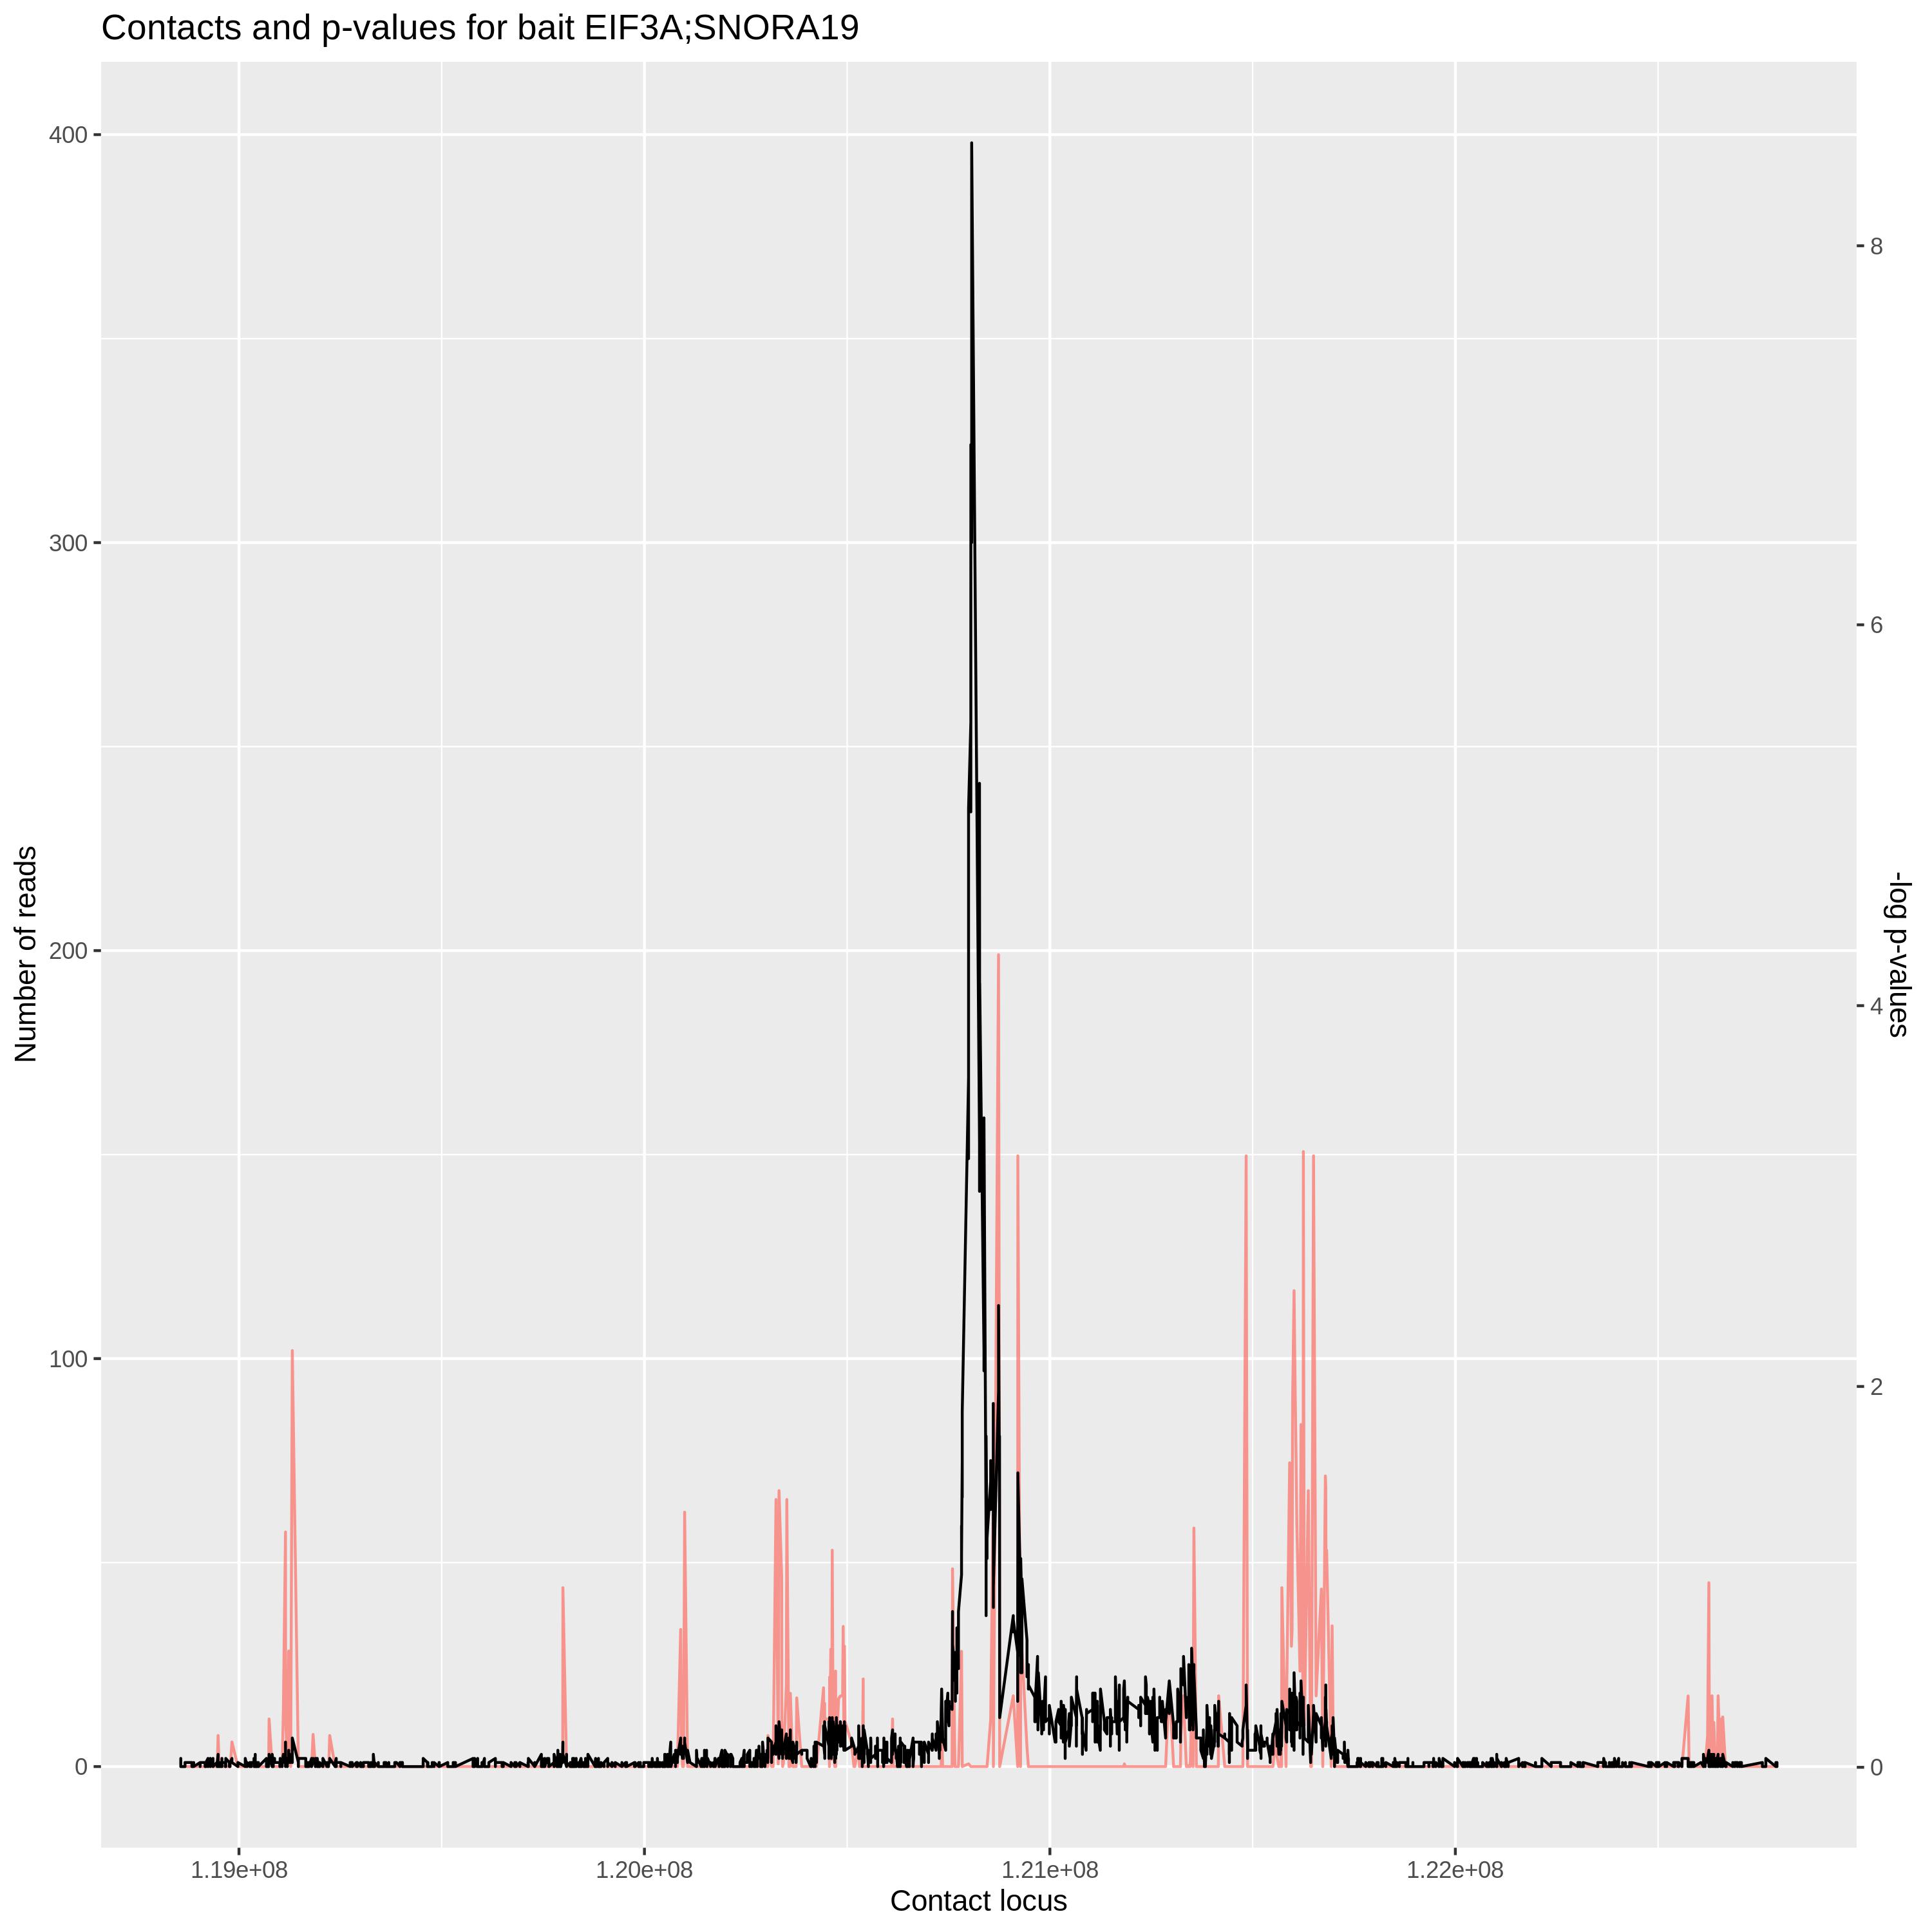 Contacts and p-values for bait EIF3A;SNORA19
400
300
200
100
0
Number of reads
8
6
4
2
0
-log p-values
1.19e+08
1.20e+08
1.21e+08
1.22e+08
Contact locus